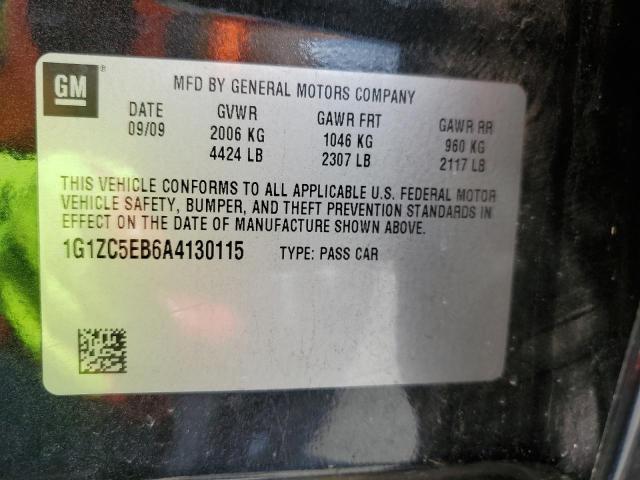 GM ®
MFD BY GENERAL MOTORS COMPANY
DATE GVWR GAWR FRT GAWR RR
09/09 2006 KG 1046 KG 960 KG
4424 LB 2307 LB 2117 LB
THIS VEHICLE CONFORMS TO ALL APPLICABLE U.S. FEDERAL MOTOR
VEHICLE SAFETY, BUMPER, AND THEFT PREVENTION STANDARDS IN
EFFECT ON THE DATE OF MANUFACTURE SHOWN ABOVE.
1G1ZC5EB6A4130115 TYPE: PASS CAR